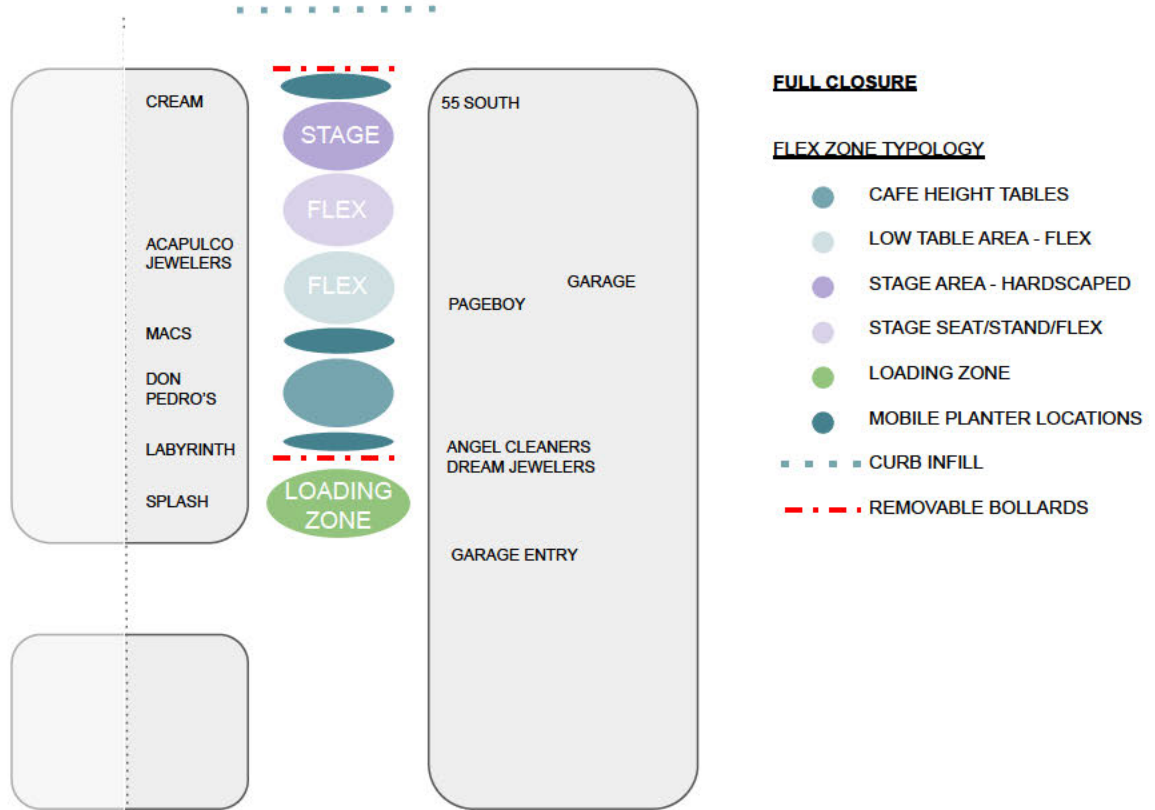 CREAM
ACAPULCO
JEWELERS
MACS
DON
PEDRO'S
LABYRINTH
SPLASH
STAGE
FLEX
FLEX
LOADING
ZONE
55 SOUTH
GARAGE
PAGEBOY
ANGEL CLEANERS
DREAM JEWELERS
GARAGE ENTRY
FULL CLOSURE
FLEX ZONE TYPOLOGY
CAFE HEIGHT TABLES
LOW TABLE AREA - FLEX
STAGE AREA - HARDSCAPED
STAGE SEAT/STAND/FLEX
LOADING ZONE
MOBILE PLANTER LOCATIONS
CURB INFILL
REMOVABLE BOLLARDS